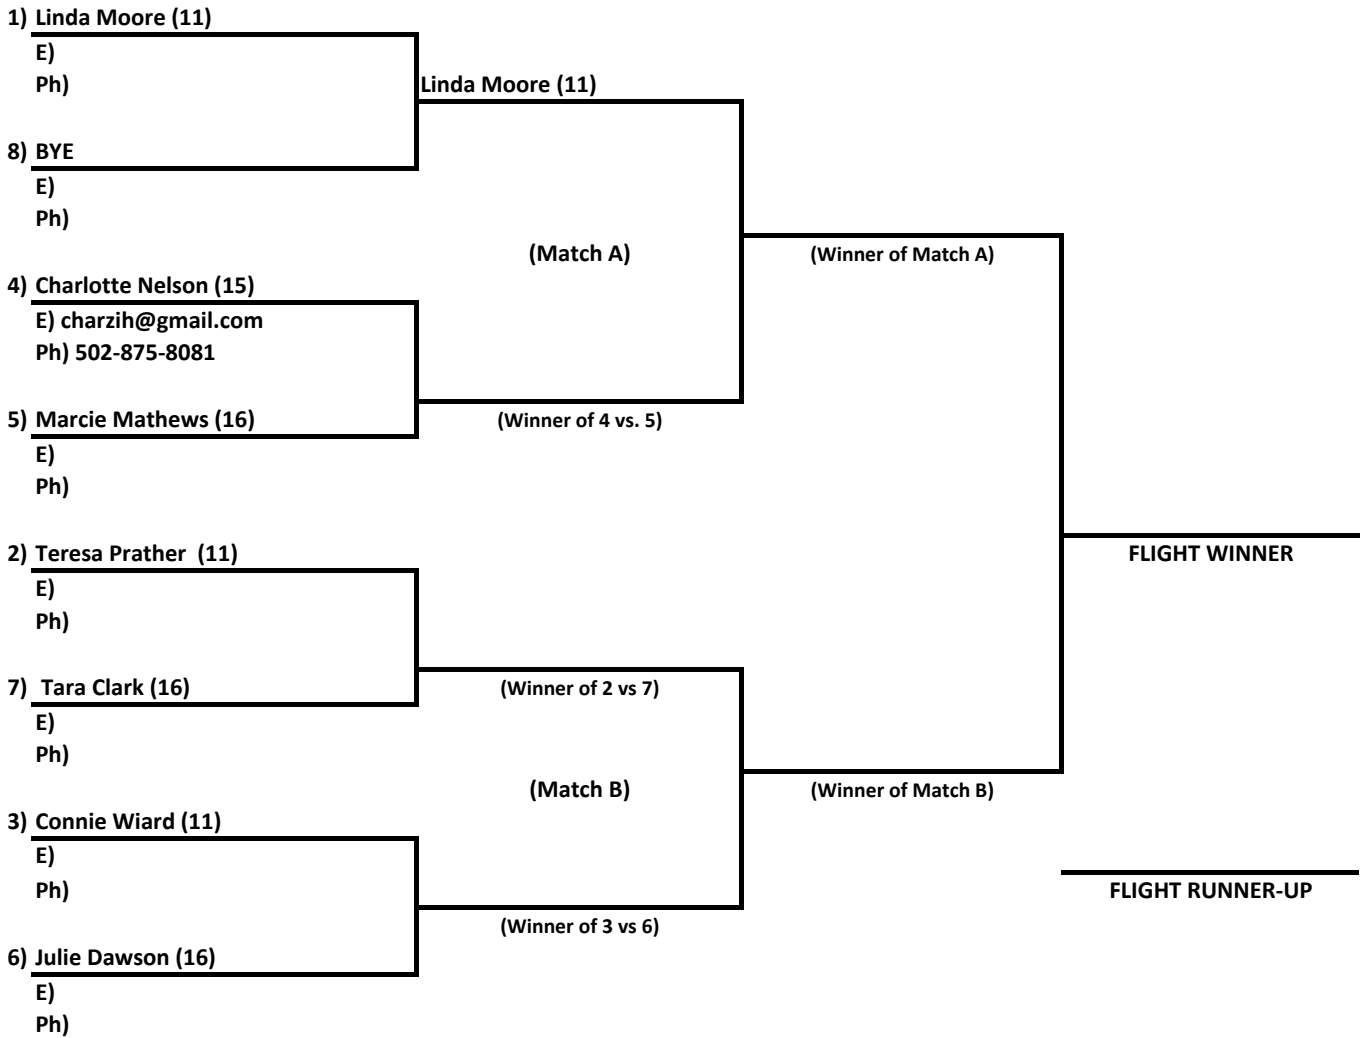 1) Linda Moore (11)
E)
Ph)
Linda Moore (11)
8) BYE
E)
Ph)
(Match A)
(Winner of Match A)
4) Charlotte Nelson (15)
E) charzih@gmail.com
Ph) 502-875-8081
5) Marcie Mathews (16)
(Winner of 4 vs. 5)
E)
Ph)
2) Teresa Prather  (11)
FLIGHT WINNER
E)
Ph)
7)  Tara Clark (16)
(Winner of 2 vs 7)
E)
Ph)
(Match B)
(Winner of Match B)
3) Connie Wiard (11)
E)
Ph)
FLIGHT RUNNER-UP
(Winner of 3 vs 6)
6) Julie Dawson (16)
E)
Ph)